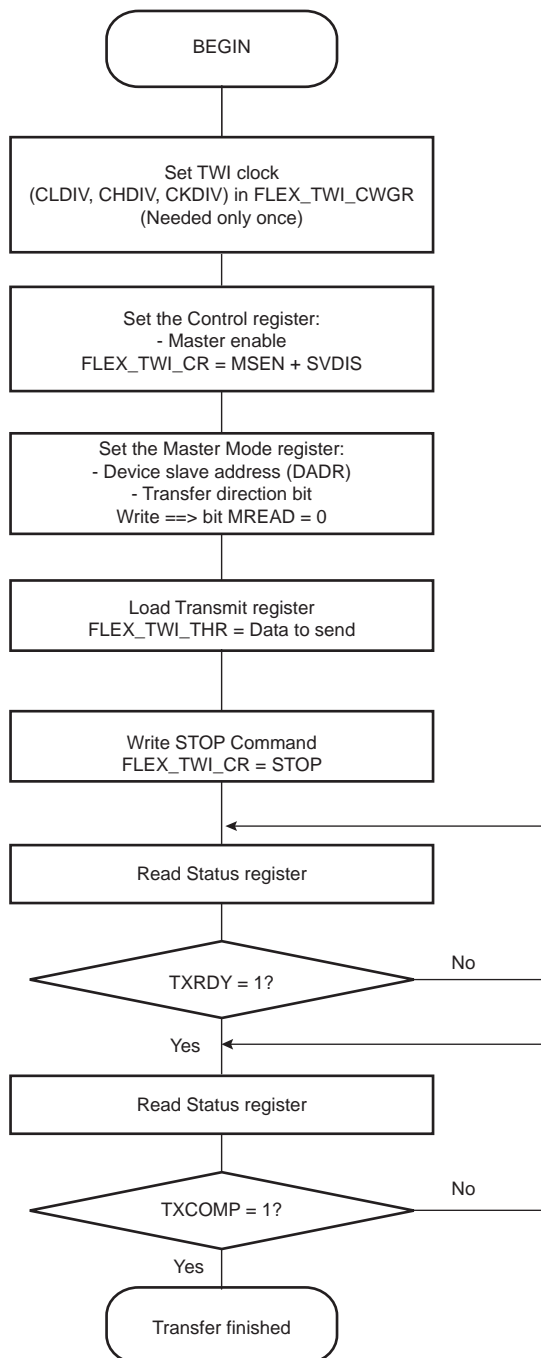 BEGIN
Set TWI clock
(CLDIV, CHDIV, CKDIV) in FLEX_TWI_CWGR
(Needed only once)
Set the Control register:
- Master enable
FLEX_TWI_CR = MSEN + SVDIS
Set the Master Mode register:
- Device slave address (DADR)
- Transfer direction bit
Write ==> bit MREAD = 0
Load Transmit register
FLEX_TWI_THR = Data to send
Write STOP Command
FLEX_TWI_CR = STOP
Read Status register
TXRDY = 1?
No
Yes
Read Status register
TXCOMP = 1?
No
Yes
Transfer finished